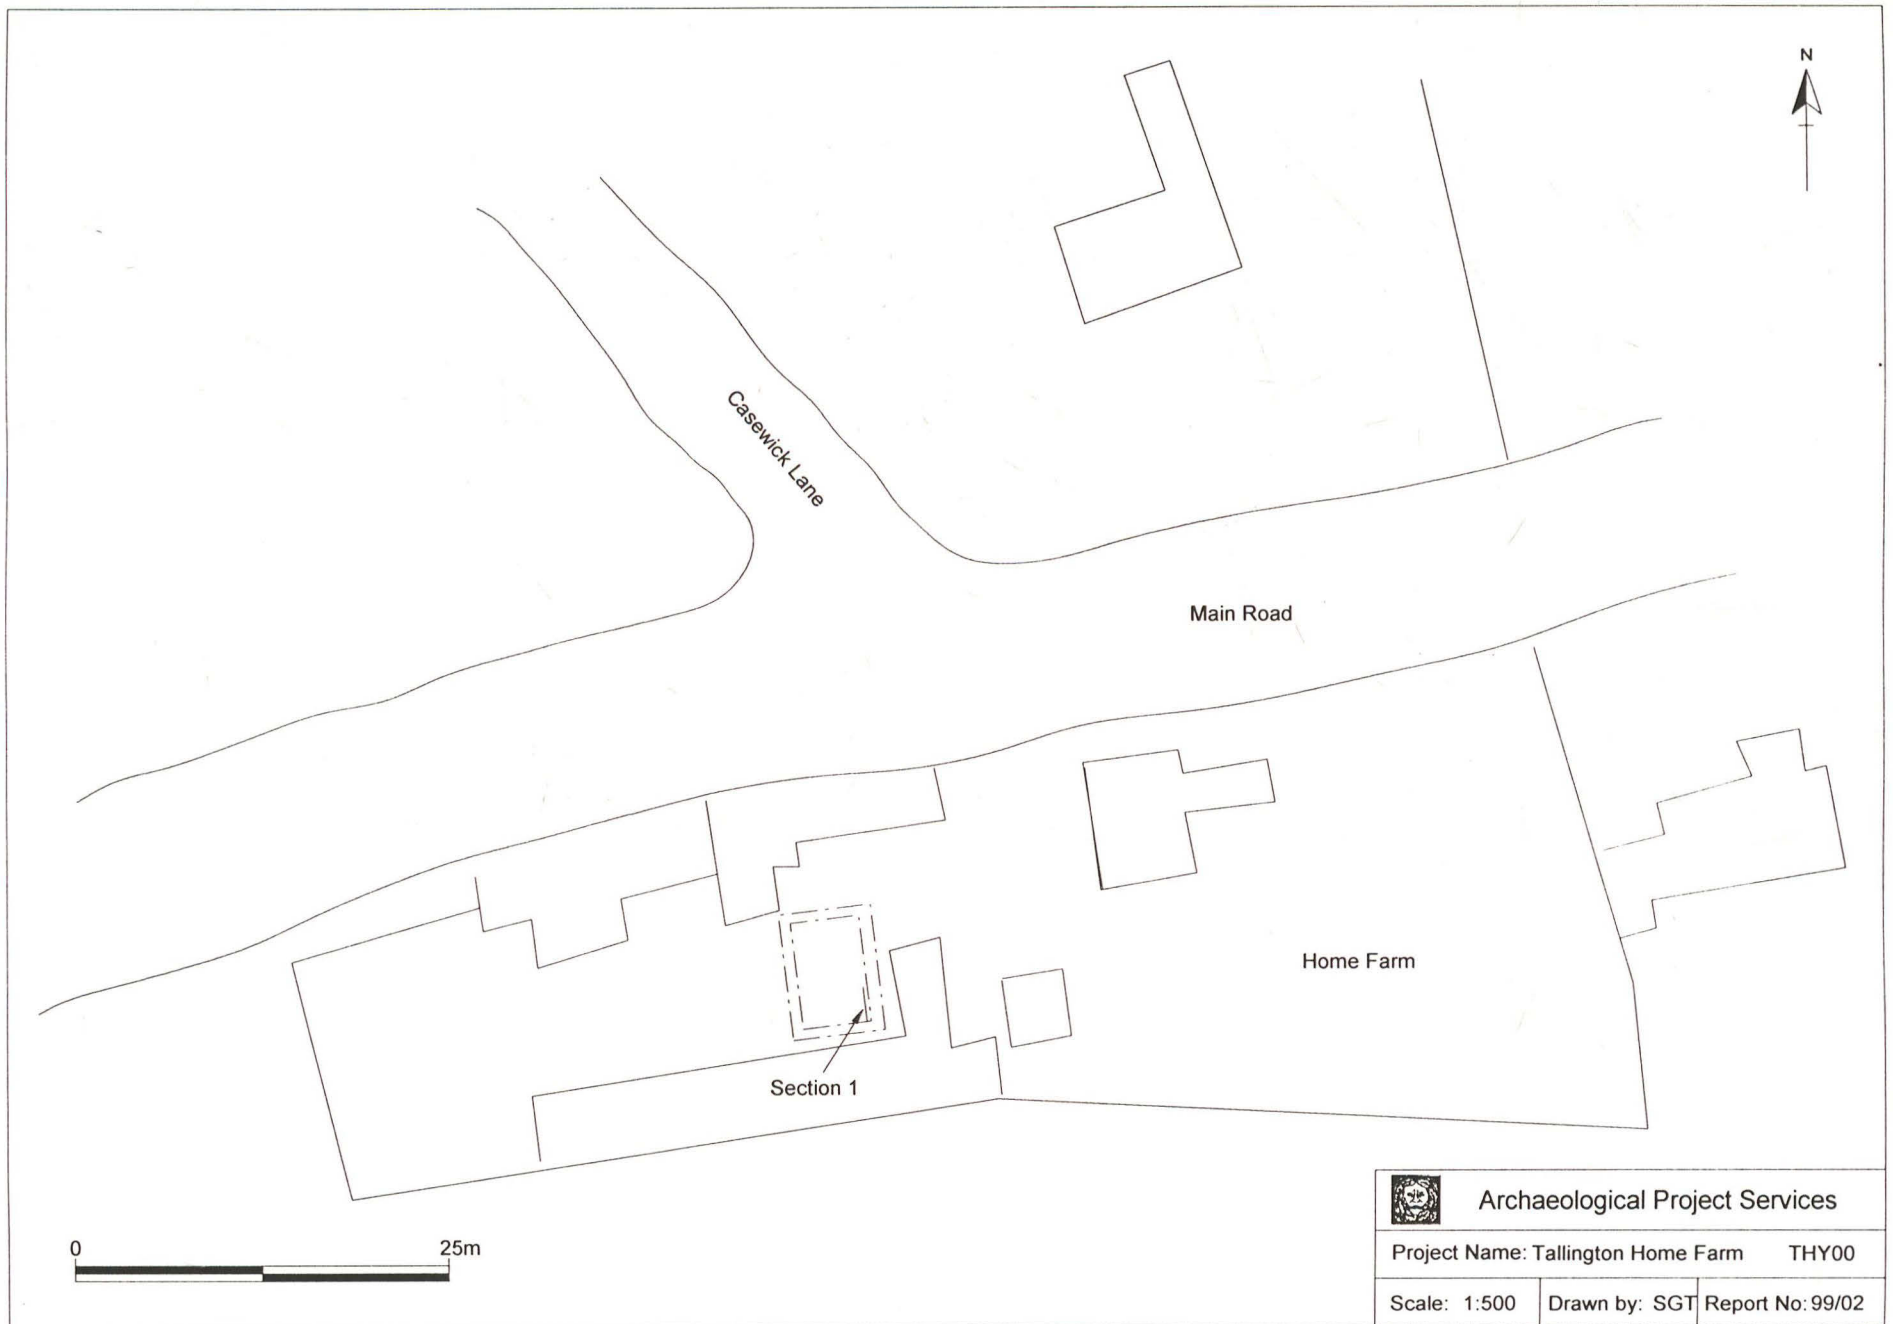 N
Casewick Lane
Main Road
Home Farm
Section 1
0 25m
Archaeological Project Services
Project Name: Tallington Home Farm THY00
Scale: 1:500 Drawn by: SGT Report No: 99/02